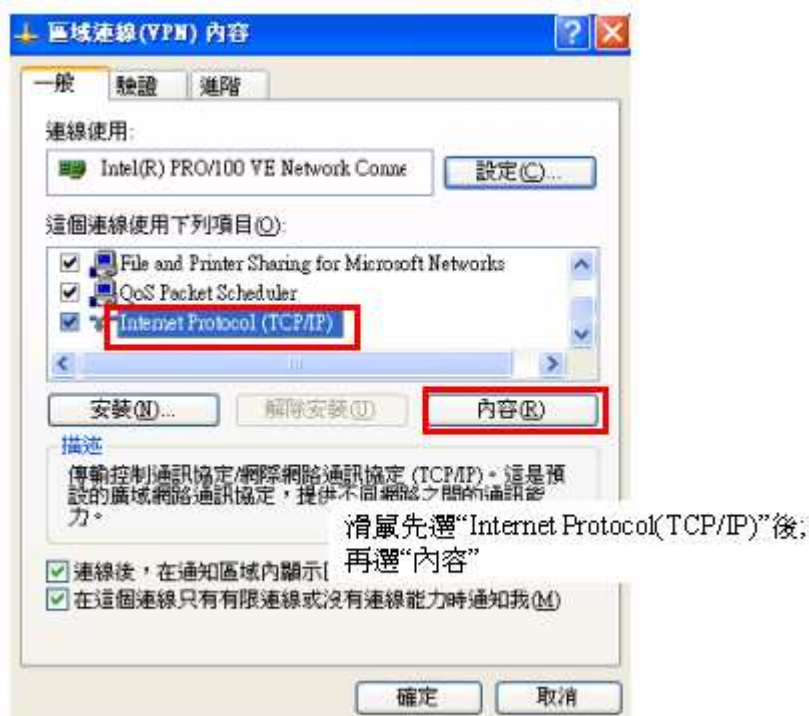 區域連線(VPN) 內容
一般 驗證 進階
連線使用:
Intel(R) PRO/100 VE Network Conne 設定(C)...
這個連線使用下列項目(O):
File and Printer Sharing for Microsoft Networks
QoS Packet Scheduler
Internet Protocol (TCP/IP)
安裝(N)... 解除安裝(U) 內容(R)
描述
傳輸控制通訊協定/網際網路通訊協定 (TCP/IP)。這是預
設的廣域網路通訊協定，提供不同網路之間的通訊能
力。
滑鼠先選“Internet Protocol(TCP/IP)”後;
再選“內容”
連線後，在通知區域內顯示
在這個連線只有有限連線或沒有連線能力時通知我(M)
確定 取消